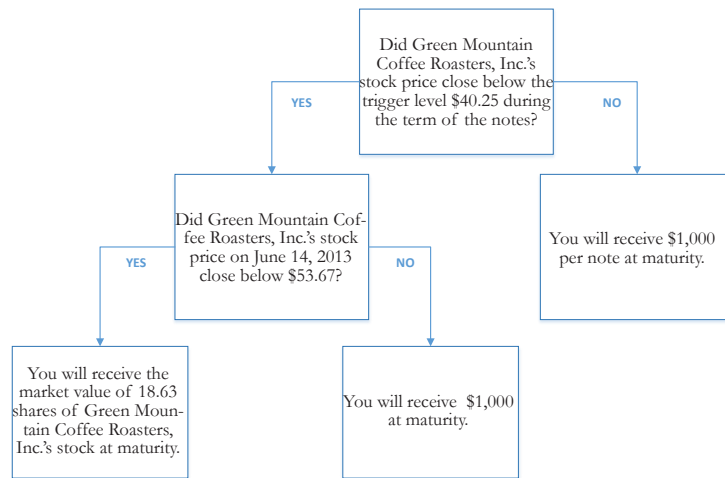 Did Green Mountain
Coffee Roasters, Inc.'s
stock price close below the
trigger level $40.25 during
the term of the notes?
YES
NO
Did Green Mountain Cof-
fee Roasters, Inc.'s stock
price on June 14, 2013
close below $53.67?
You will receive $1,000
per note at maturity.
YES
NO
You will receive the
market value of 18.63
shares of Green Moun-
tain Coffee Roasters,
Inc.'s stock at maturity.
You will receive $1,000
at maturity.